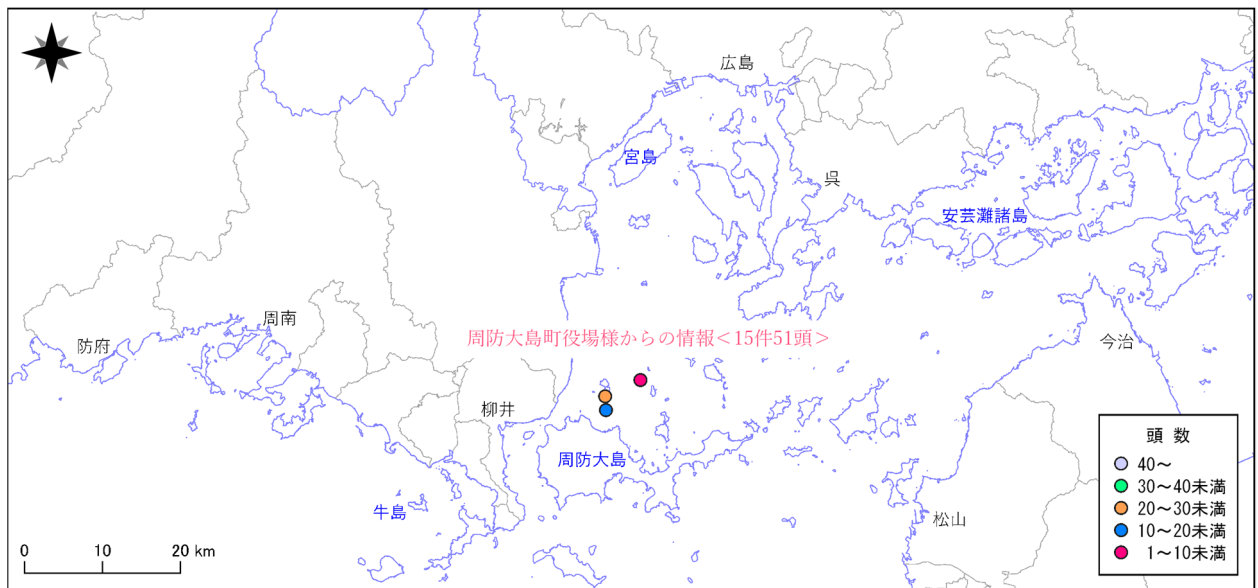 広島
宮島
呉
安芸灘諸島
周南
防府
周防大島町役場様からの情報＜15件51頭＞
今治
柳井
周防大島
牛島
松山
頭 数
40～
30～40未満
20～30未満
10～20未満
1～10未満
0 10 20 km